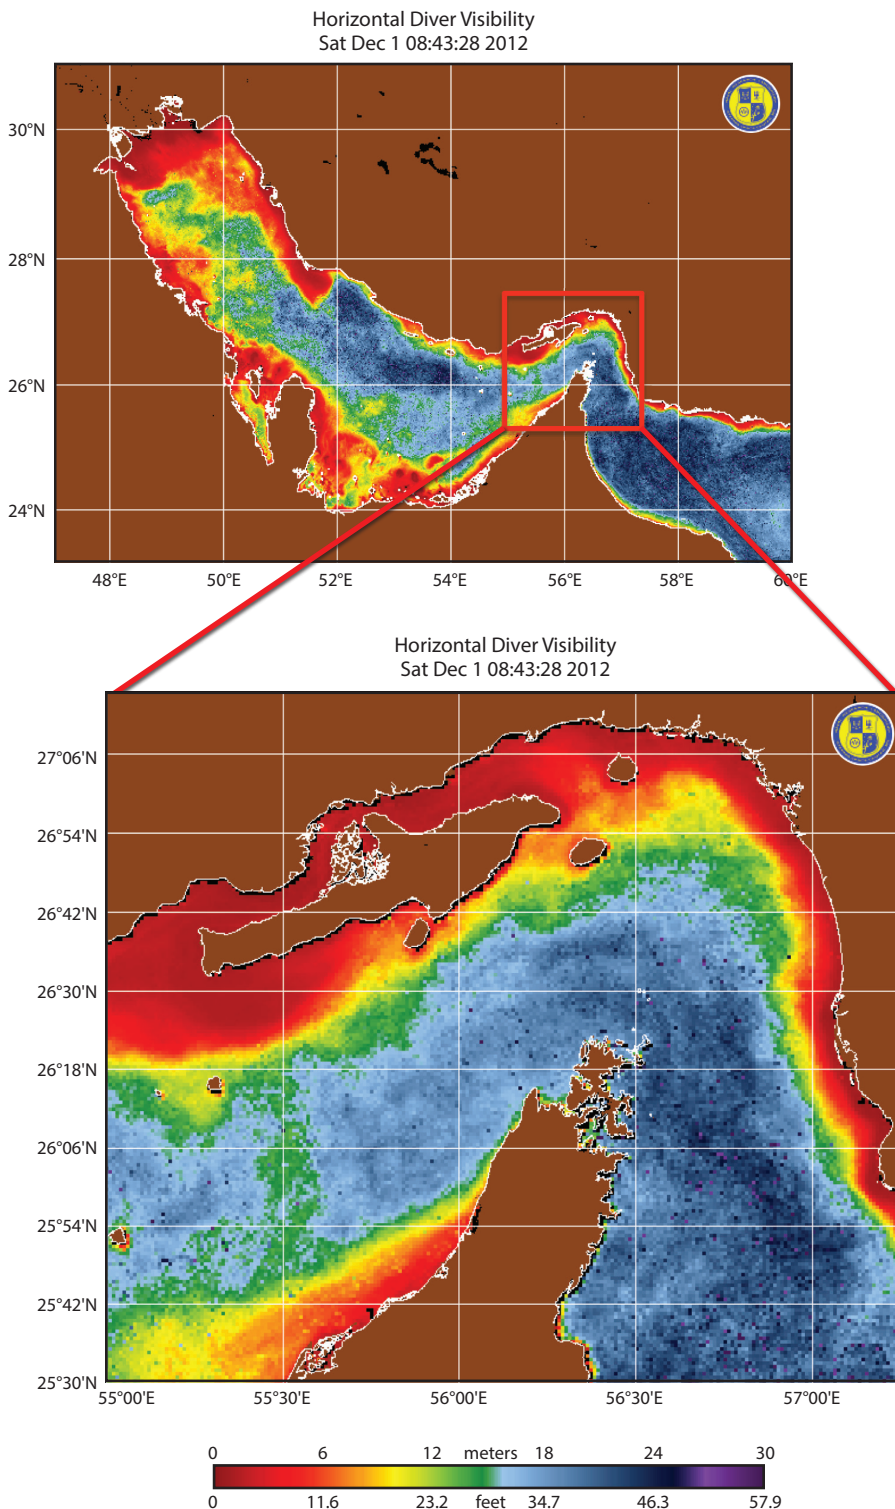 Horizontal Diver Visibility
Sat Dec 1 08:43:28 2012
30°N
28°N
26°N
24°N
48°E 50°E 52°E 54°E 56°E 58°E 60°E
Horizontal Diver Visibility
Sat Dec 1 08:43:28 2012
27°06'N
26°54'N
26°42'N
26°30'N
26°18'N
26°06'N
25°54'N
25°42'N
25°30'N
55°00'E 55°30'E 56°00'E 56°30'E 57°00'E
0 6 12 meters 18 24 30
0 11.6 23.2 feet 34.7 46.3 57.9